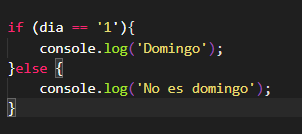 if (dia == '1'){
    console.log('Domingo');
}else {
    console.log('No es domingo');
}